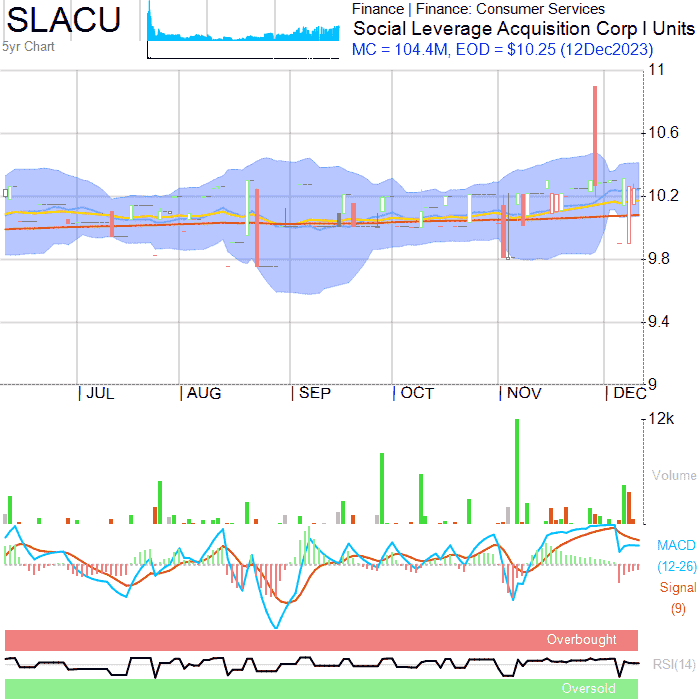 SLACU
5yr Chart
Finance | Finance: Consumer Services
Social Leverage Acquisition Corp I Units
MC = 104.4M, EOD = $10.25 (12Dec2023)
11
10.6
10.2
9.8
9.4
9
JUL
AUG
SEP
OCT
NOV
DEC
12k
Volume
MACD
(12-26)
Signal
(9)
Overbought
RSI(14)
Oversold